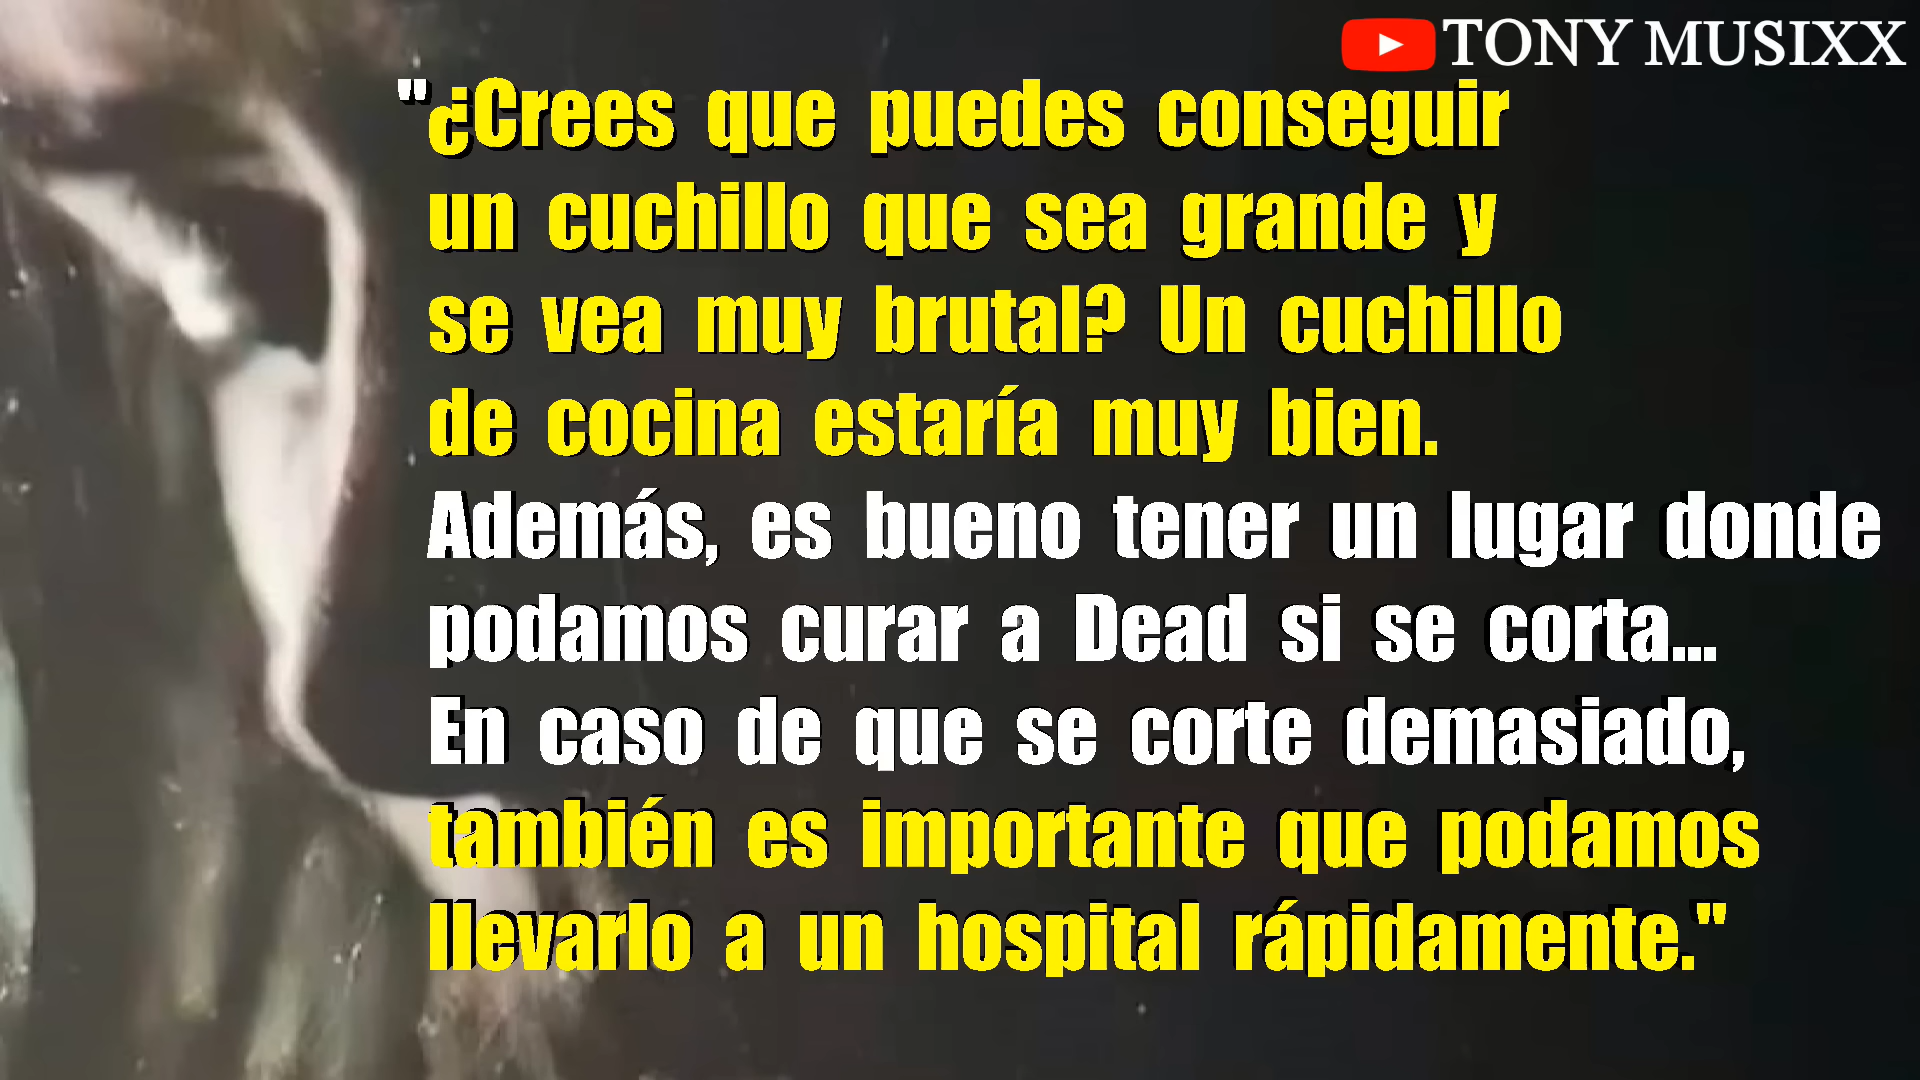 TONY MUSIXX
"¿Crees que puedes conseguir
un cuchillo que sea grande y
se vea muy brutal? Un cuchillo
de cocina estaría muy bien.
Además, es bueno tener un lugar donde
podamos curar a Dead si se corta...
En caso de que se corte demasiado,
también es importante que podamos
llevarlo a un hospital rápidamente."